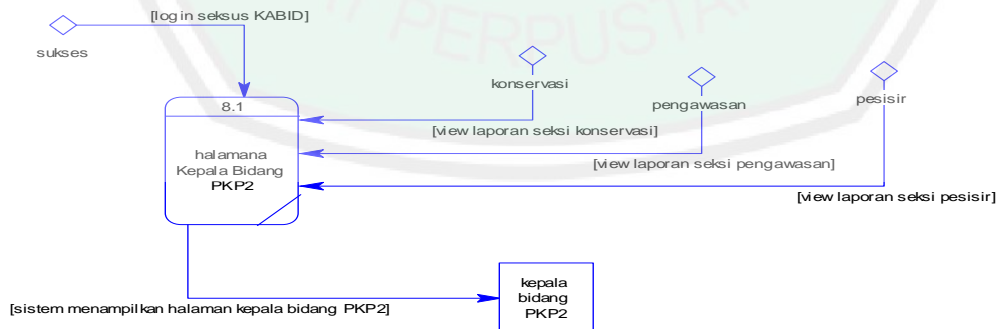 PERPUSTA
[login seksus KABID]
sukses
konservasi
pengawasan
pesisir
8.1
[view laporan seksi konservasi]
halamana
Kepala Bidang
PKP2
[view laporan seksi pengawasan]
[view laporan seksi pesisir]
kepala
bidang
PKP2
[sistem menampilkan halaman kepala bidang PKP2]